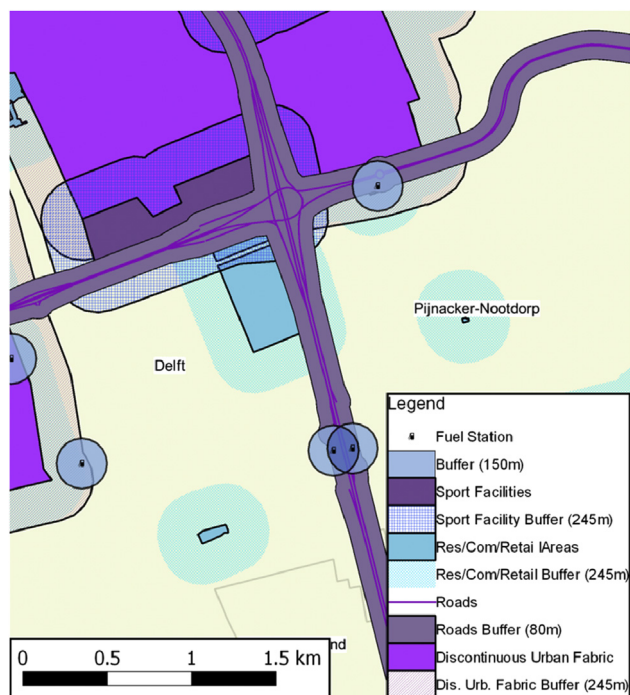 Pijnacker-Nootdorp
Delft
Legend
Fuel Station
Buffer (150m)
Sport Facilities
Sport Facility Buffer (245m)
Res/Com/Retai lAreas
Res/Com/Retail Buffer (245m)
Roads
Roads Buffer (80m)
Discontinuous Urban Fabric
Dis. Urb. Fabric Buffer (245m)
nd
0 0.5 1 1.5 km